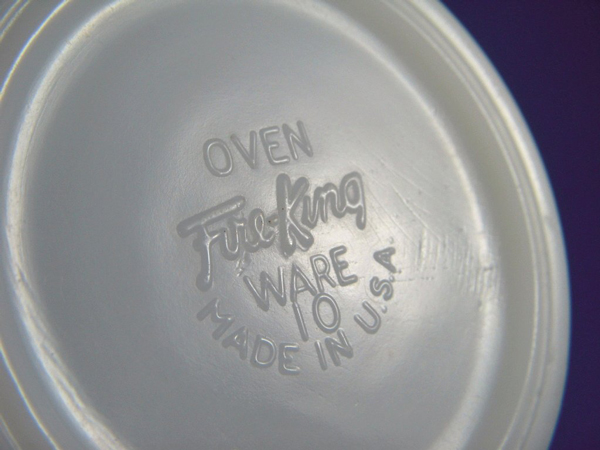 OVEN
Fire-King
WARE
10
MADE IN U.S.A.